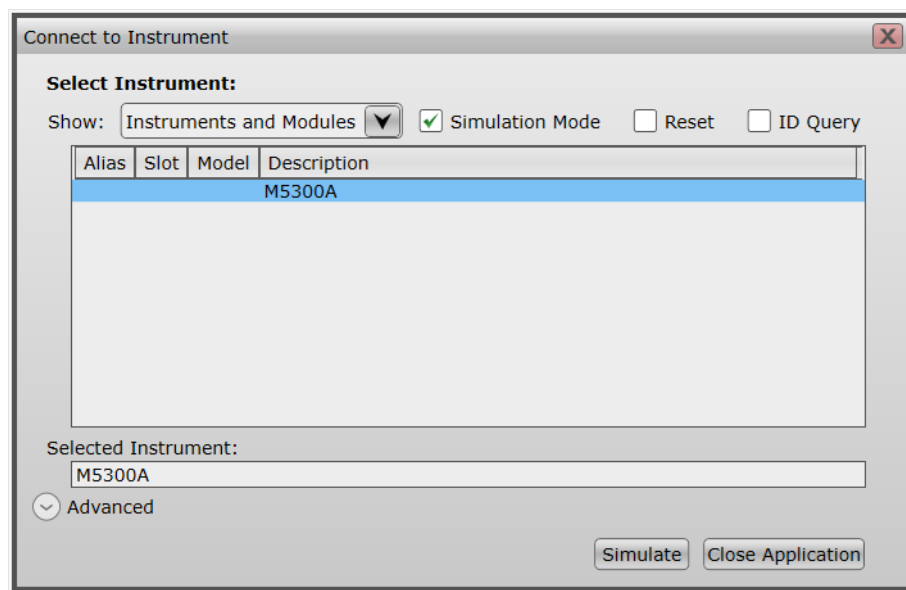 Connect to Instrument
Select Instrument:
Show: Instruments and Modules Simulation Mode Reset ID Query
Alias Slot Model Description
M5300A
Selected Instrument:
M5300A
Advanced
Simulate Close Application